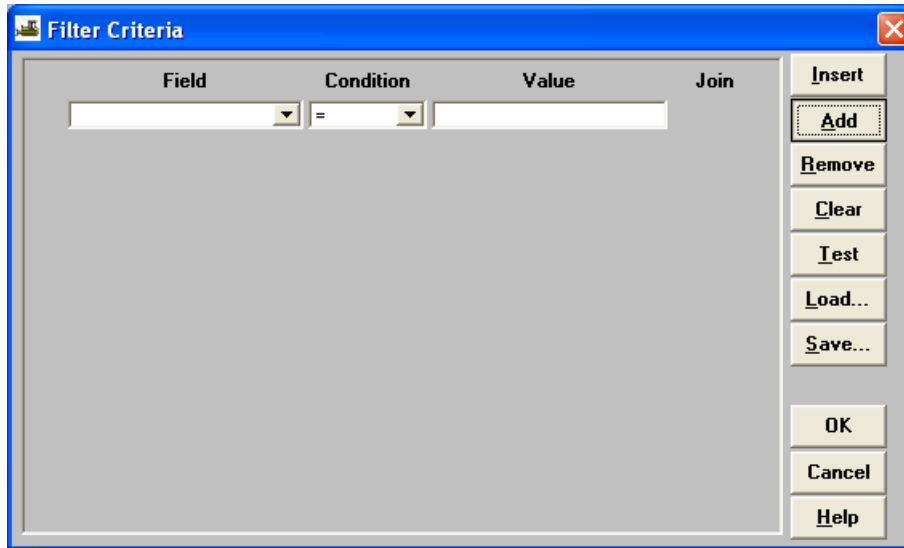 Filter Criteria
Field Condition Value Join
=
Insert
Add
Remove
Clear
Test
Load...
Save...
OK
Cancel
Help